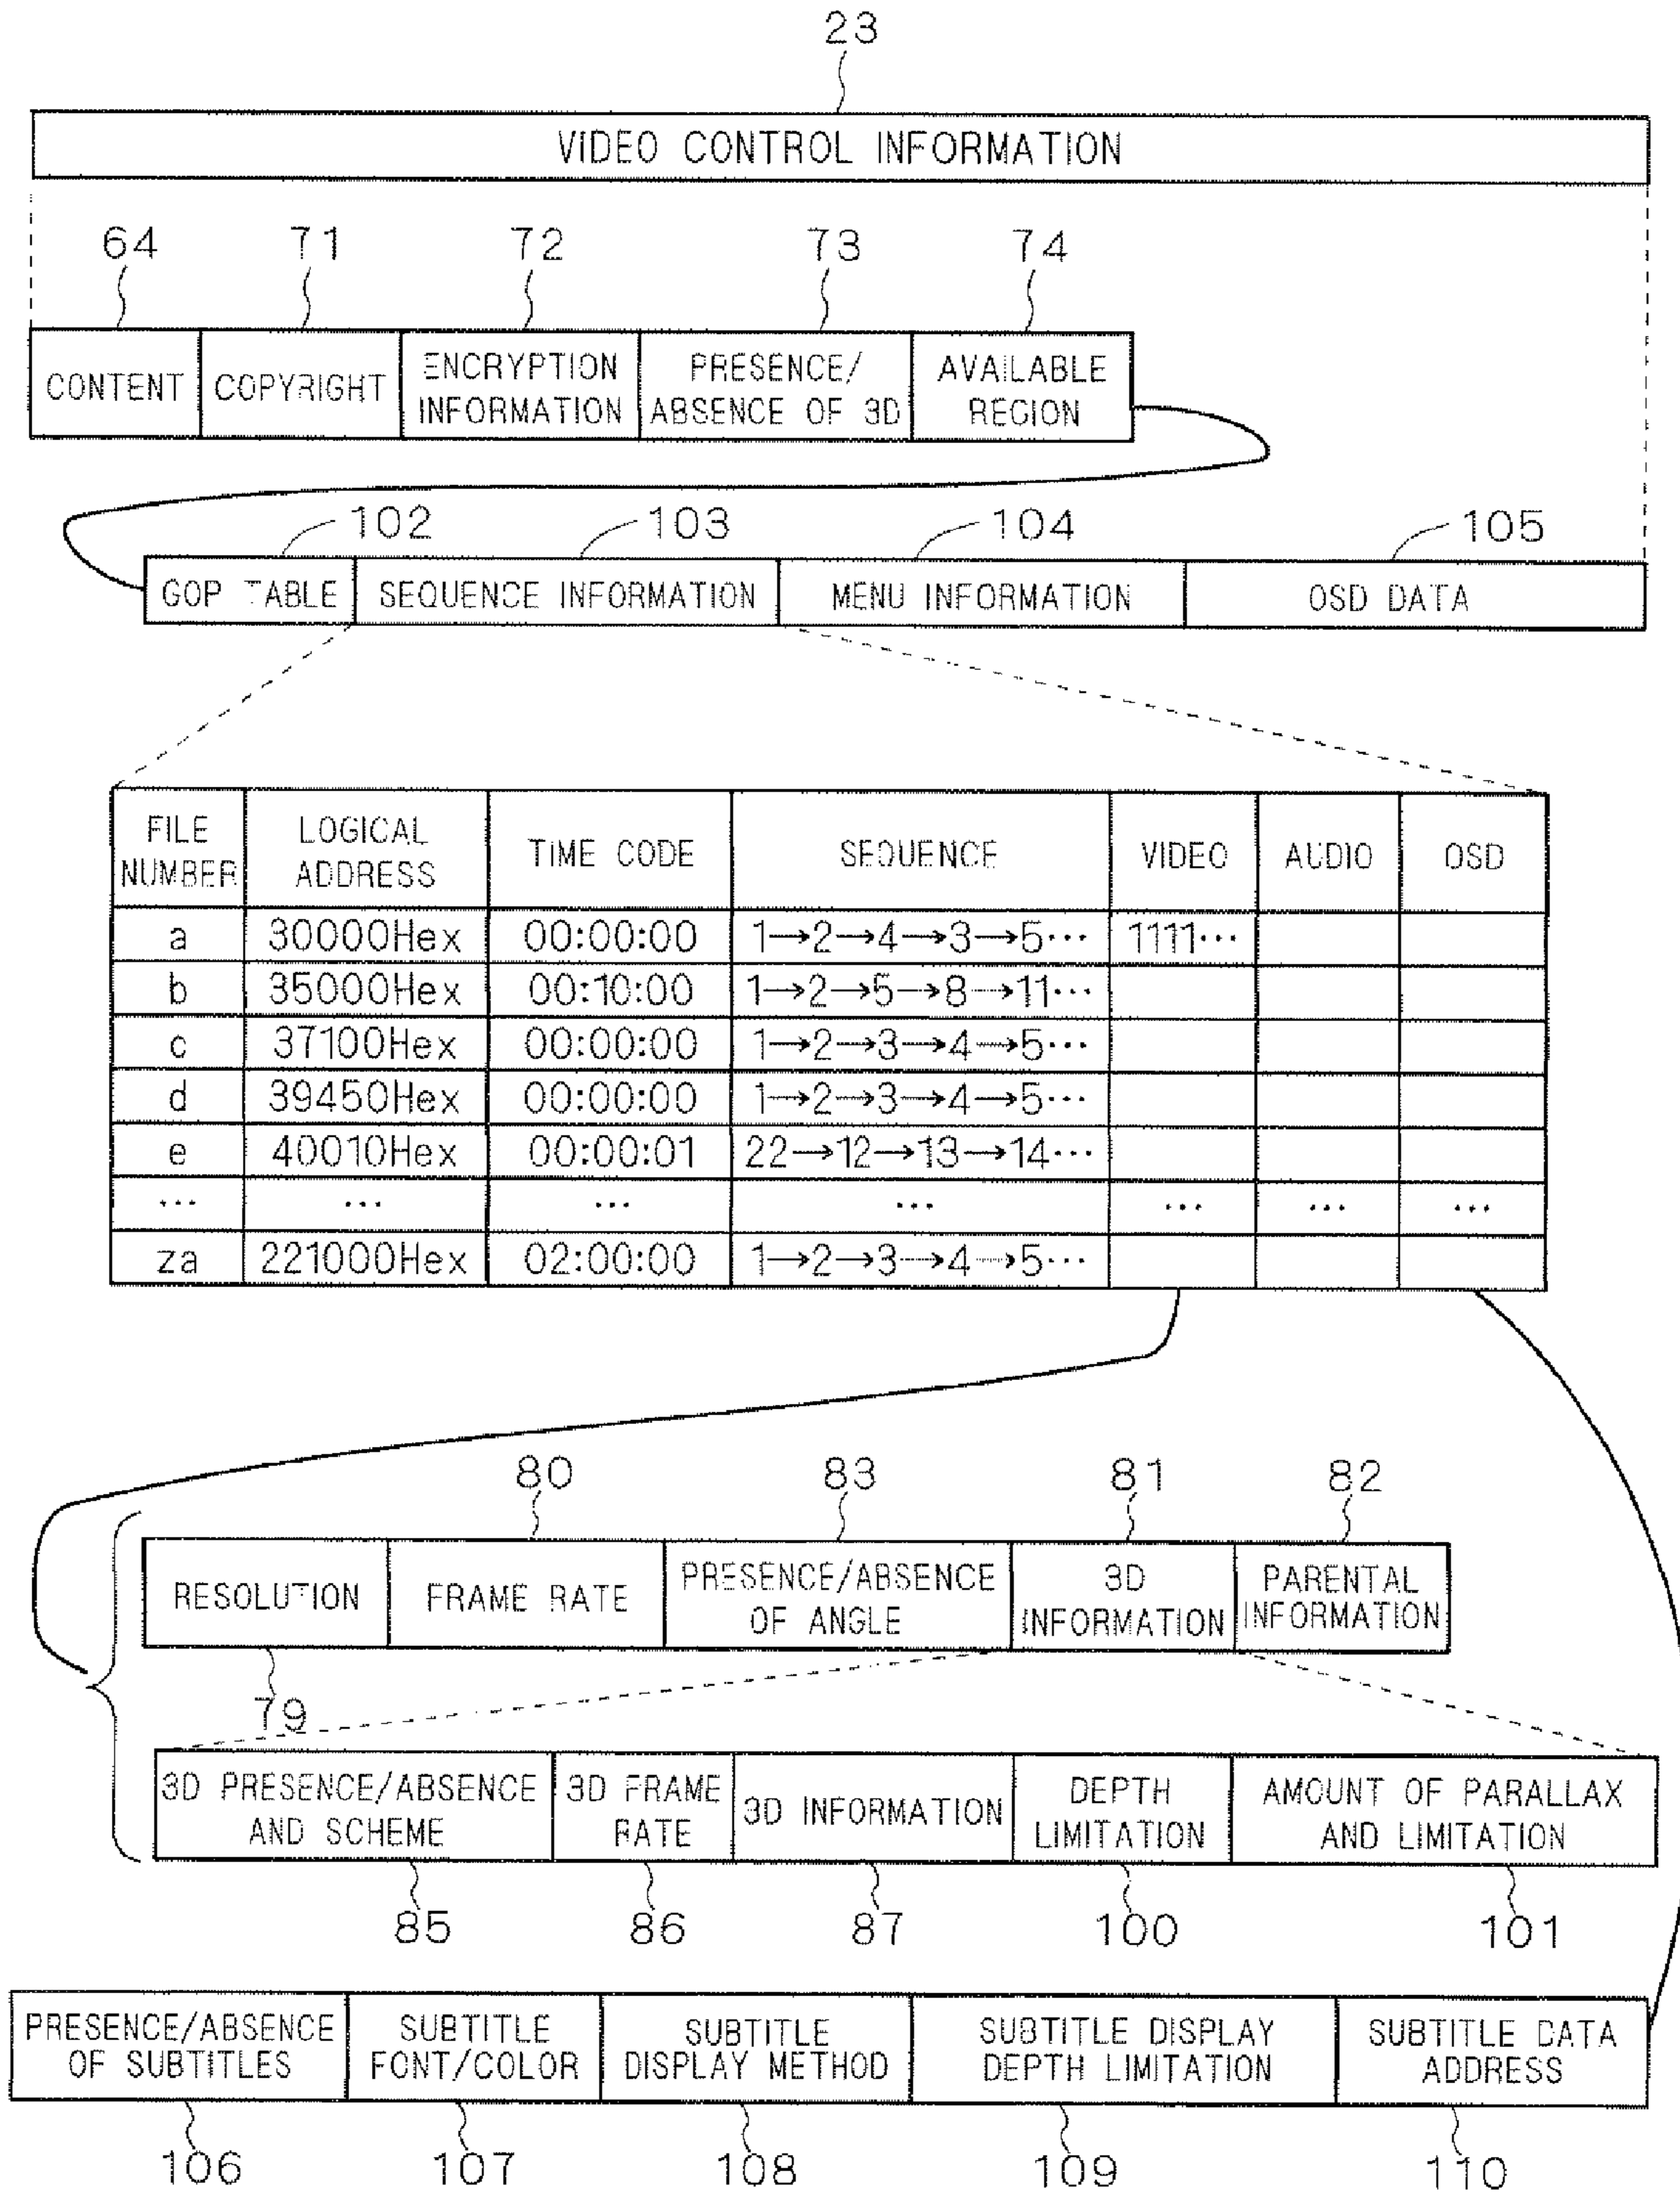 23
VIDEO CONTROL INFORMATION
64 71 72 73 74
CONTENT COPYRIGHT ENCRYPTION INFORMATION PRESENCE/ ABSENCE OF 3D AVAILABLE REGION
102 103 104 105
GOP TABLE SEQUENCE INFORMATION MENU INFORMATION OSD DATA
FILE NUMBER LOGICAL ADDRESS TIME CODE SEQUENCE VIDEO AUDIO OSD
a 30000Hex 00:00:00 1→2→4→3→5··· 1111···
b 35000Hex 00:10:00 1→2→5→8→11···
c 37100Hex 00:00:00 1→2→3→4→5···
d 39450Hex 00:00:00 1→2→3→4→5···
e 40010Hex 00:00:01 22→12→13→14···
··· ··· ··· ··· ··· ··· ···
za 221000Hex 02:00:00 1→2→3→4→5···
80 83 81 82
RESOLUTION FRAME RATE PRESENCE/ABSENCE OF ANGLE 3D INFORMATION PARENTAL INFORMATION
79
3D PRESENCE/ABSENCE AND SCHEME 3D FRAME RATE 3D INFORMATION DEPTH LIMITATION AMOUNT OF PARALLAX AND LIMITATION
85 86 87 100 101
PRESENCE/ABSENCE OF SUBTITLES SUBTITLE FONT/COLOR SUBTITLE DISPLAY METHOD SUBTITLE DISPLAY DEPTH LIMITATION SUBTITLE DATA ADDRESS
106 107 108 109 110